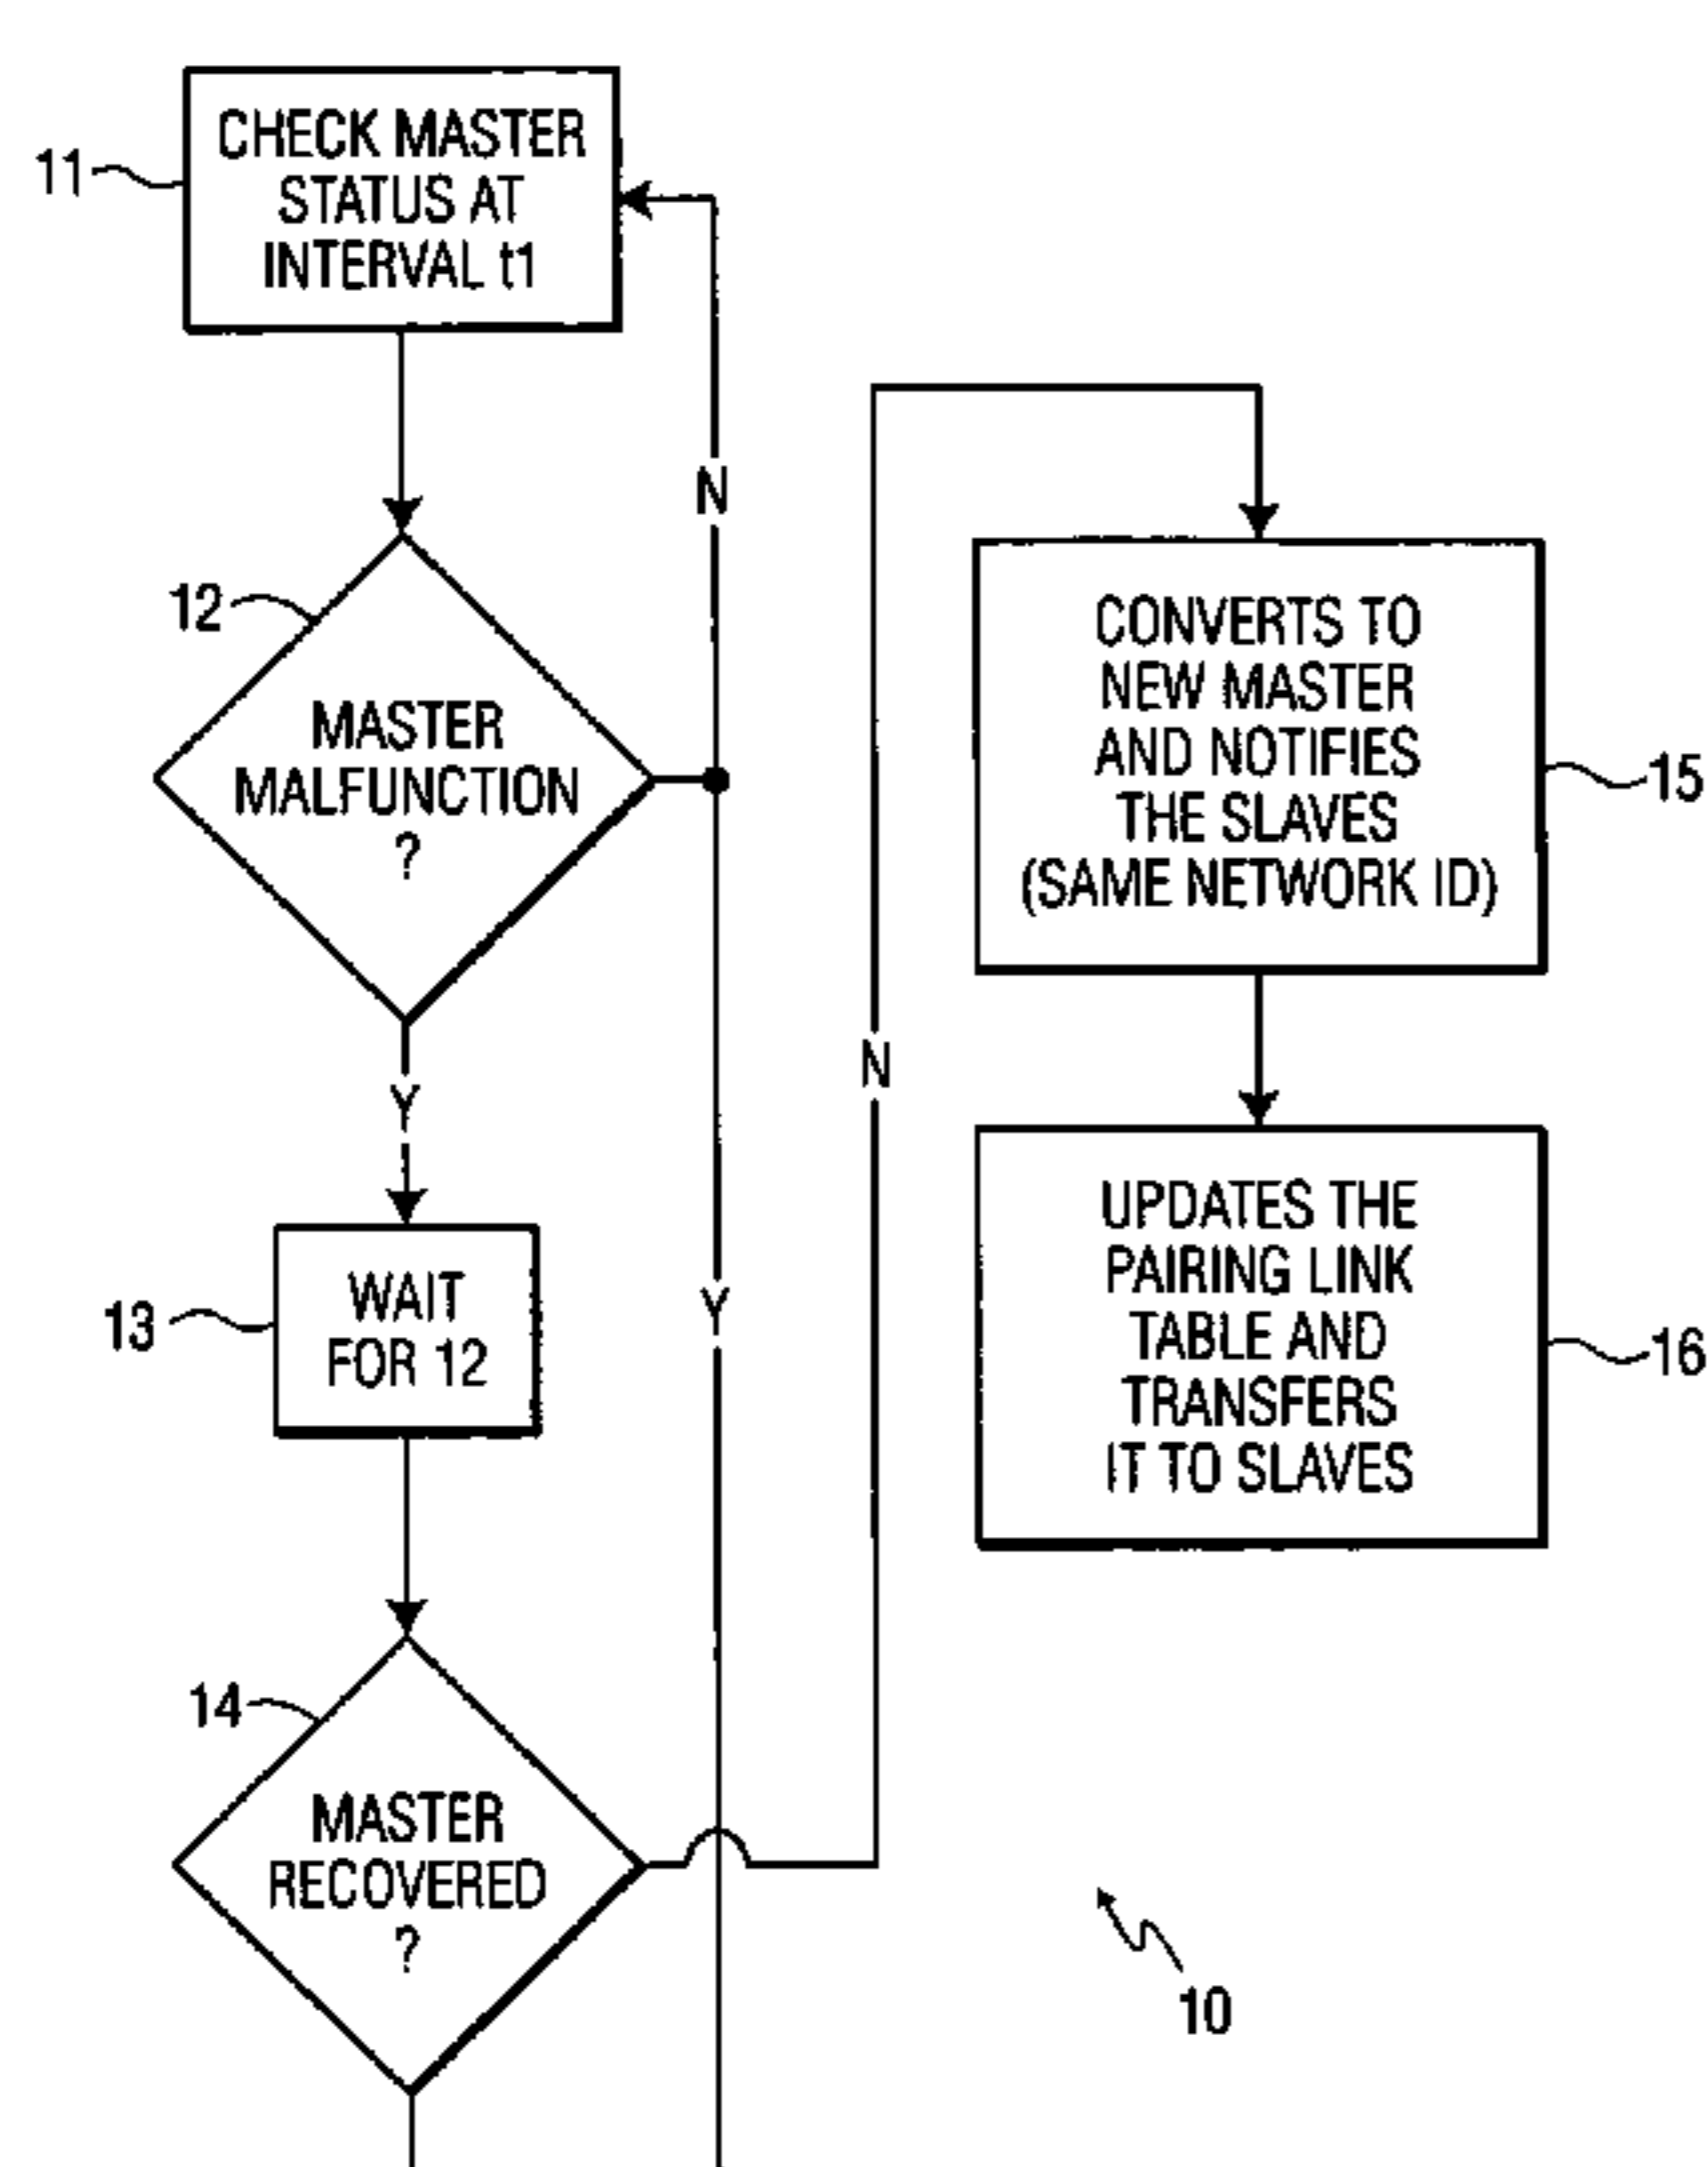 11
CHECK MASTER
STATUS AT
INTERVAL t1
N
12
MASTER
MALFUNCTION
?
Y
13
WAIT
FOR 12
Y
14
MASTER
RECOVERED
?
N
CONVERTS TO
NEW MASTER
AND NOTIFIES
THE SLAVES
(SAME NETWORK ID)
15
UPDATES THE
PAIRING LINK
TABLE AND
TRANSFERS
IT TO SLAVES
16
10